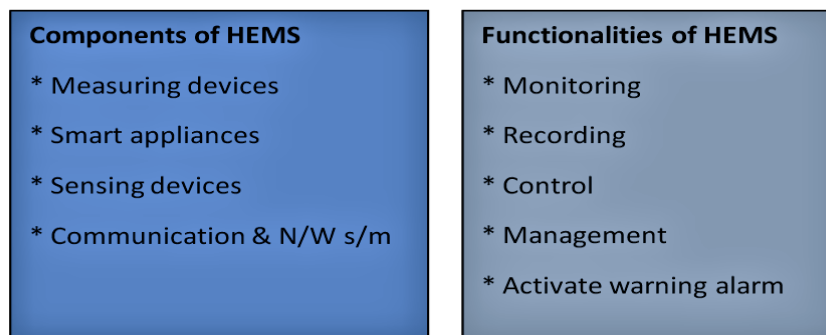 Components of HEMS
* Measuring devices
* Smart appliances
* Sensing devices
* Communication & N/W s/m
Functionalities of HEMS
* Monitoring
* Recording
* Control
* Management
* Activate warning alarm